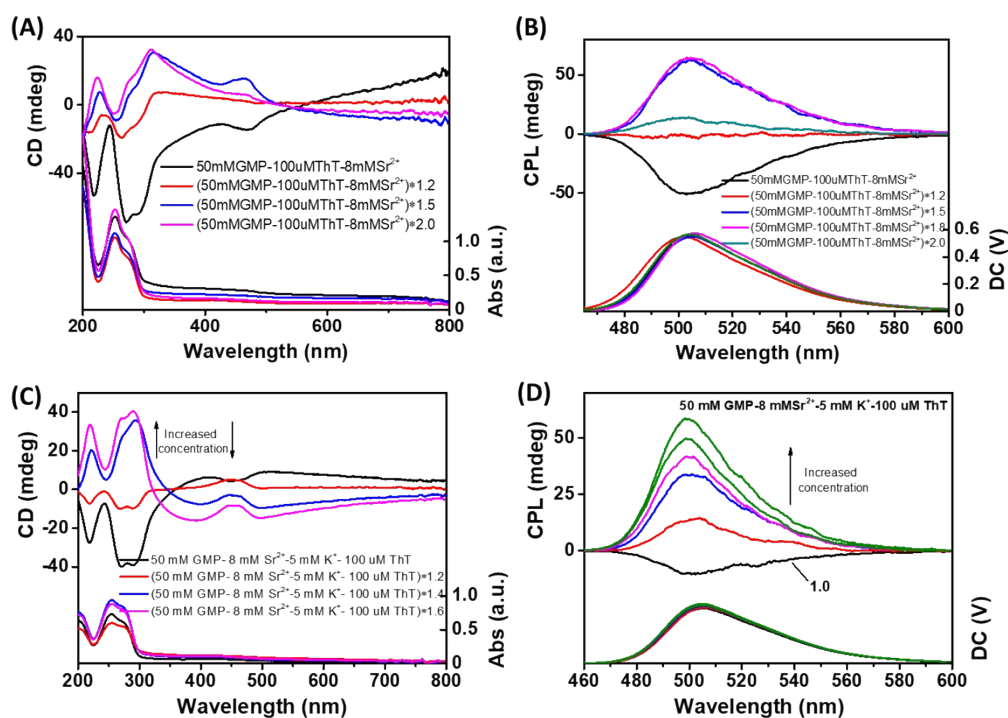 (A)
40
0
-40
CD (mdeg)
50mMGMP-100uMThT-8mMSr²⁺
(50mMGMP-100uMThT-8mMSr²⁺)*1.2
(50mMGMP-100uMThT-8mMSr²⁺)*1.5
(50mMGMP-100uMThT-8mMSr²⁺)*2.0
1.0
0.5
0
Abs (a.u.)
200 400 600 800
Wavelength (nm)
(B)
50
0
-50
CPL (mdeg)
50mMGMP-100uMThT-8mMSr²⁺
(50mMGMP-100uMThT-8mMSr²⁺)*1.2
(50mMGMP-100uMThT-8mMSr²⁺)*1.5
(50mMGMP-100uMThT-8mMSr²⁺)*1.8
(50mMGMP-100uMThT-8mMSr²⁺)*2.0
0.6
0.4
0.2
0
DC (V)
480 500 520 540 560 580 600
Wavelength (nm)
(C)
40
20
0
-20
-40
CD (mdeg)
Increased
concentration
50 mM GMP- 8 mM Sr²⁺-5 mM K⁺- 100 uM ThT
(50 mM GMP- 8 mM Sr²⁺-5 mM K⁺- 100 uM ThT)*1.2
(50 mM GMP- 8 mM Sr²⁺-5 mM K⁺- 100 uM ThT)*1.4
(50 mM GMP- 8 mM Sr²⁺-5 mM K⁺- 100 uM ThT)*1.6
1.0
0.5
0
Abs (a.u.)
200 300 400 500 600 700 800
Wavelength (nm)
(D)
50 mM GMP-8 mMSr²⁺-5 mM K⁺-100 uM ThT
50
25
0
CPL (mdeg)
Increased
concentration
1.0
DC (V)
460 480 500 520 540 560 580 600
Wavelength (nm)